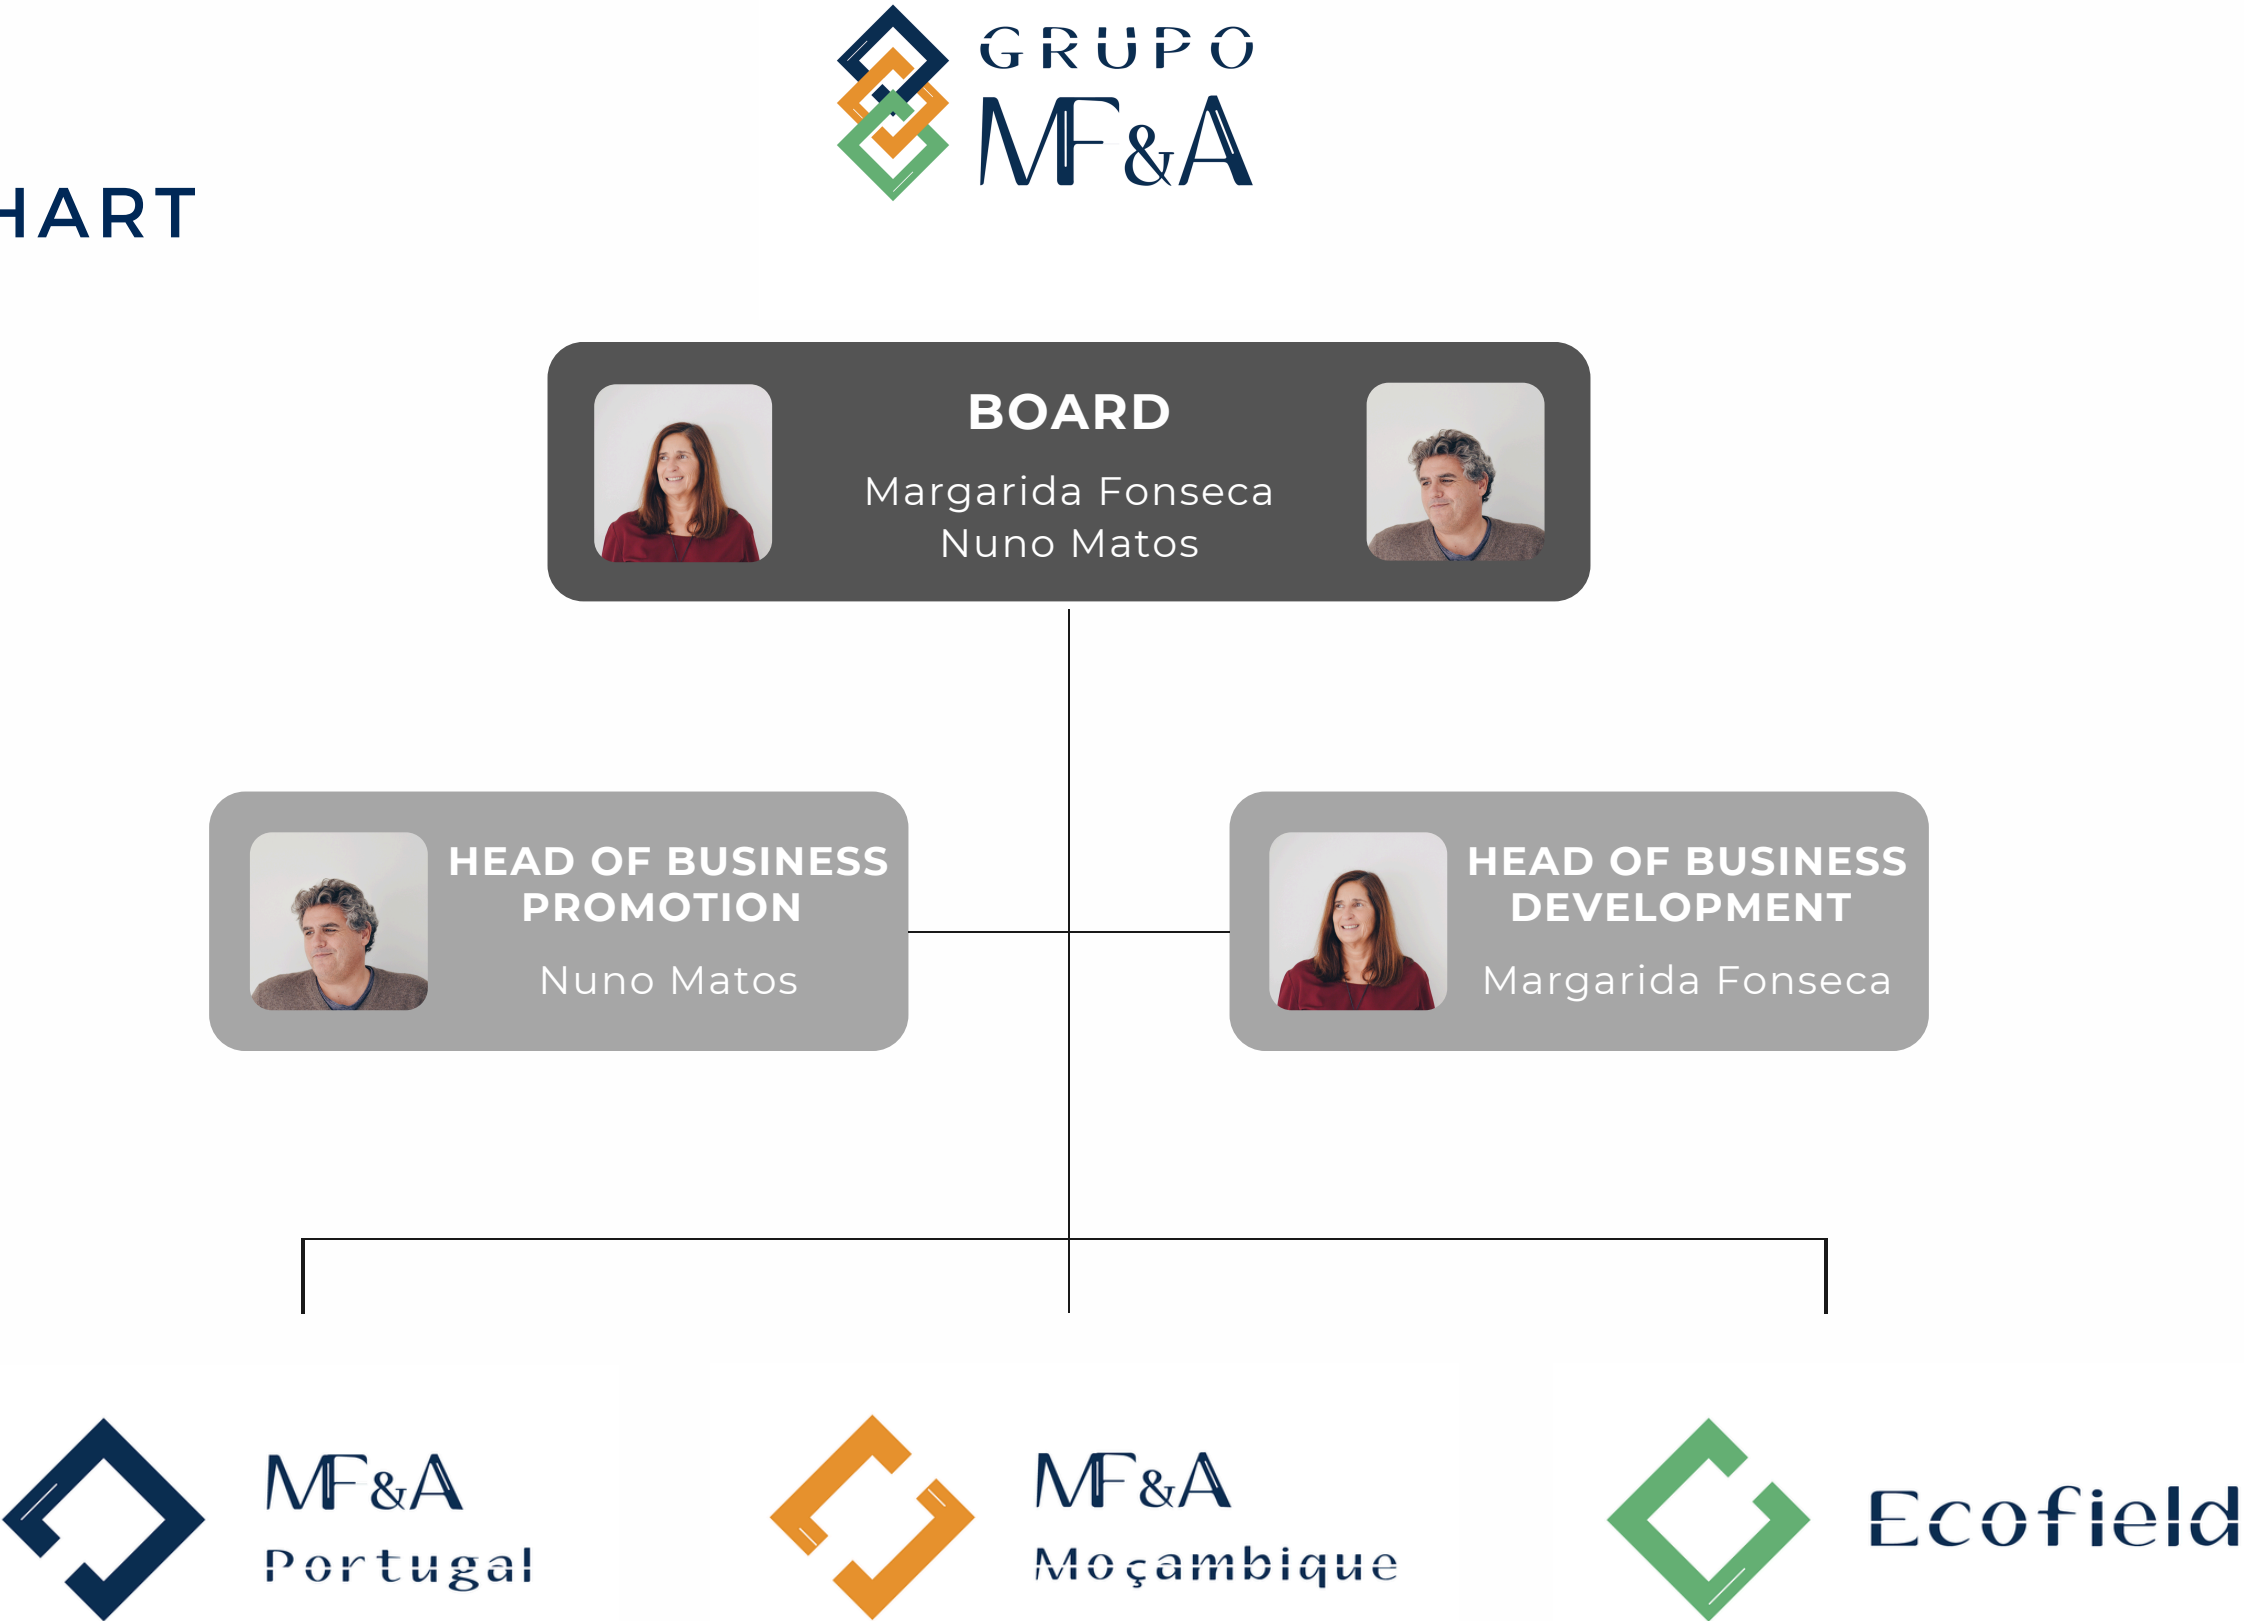 GRUPO
MF&A
HART
BOARD
Margarida Fonseca
Nuno Matos
HEAD OF BUSINESS
PROMOTION
Nuno Matos
HEAD OF BUSINESS
DEVELOPMENT
Margarida Fonseca
MF&A
Portugal
MF&A
Moçambique
Ecofield